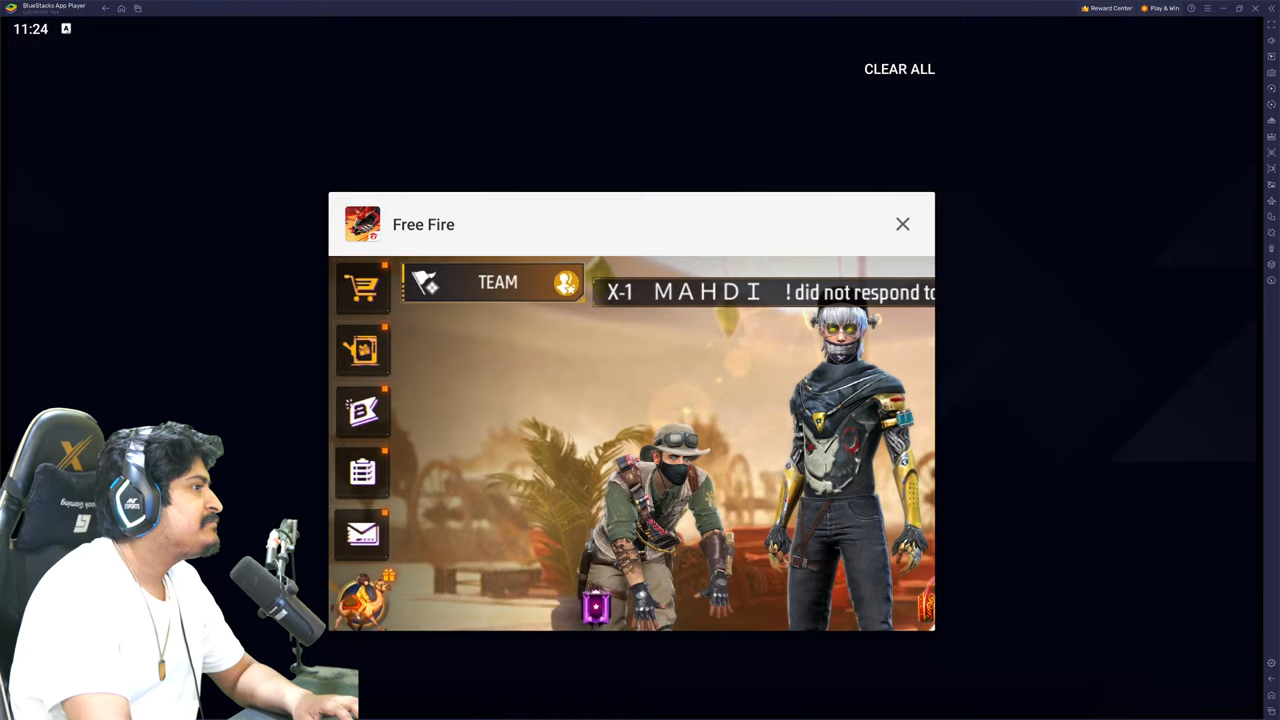 BlueStacks App Player
Reward Center
Play & Win
11:24
A
CLEAR ALL
Free Fire
TEAM
X-1 M A H D I ! did not respond to
B
X